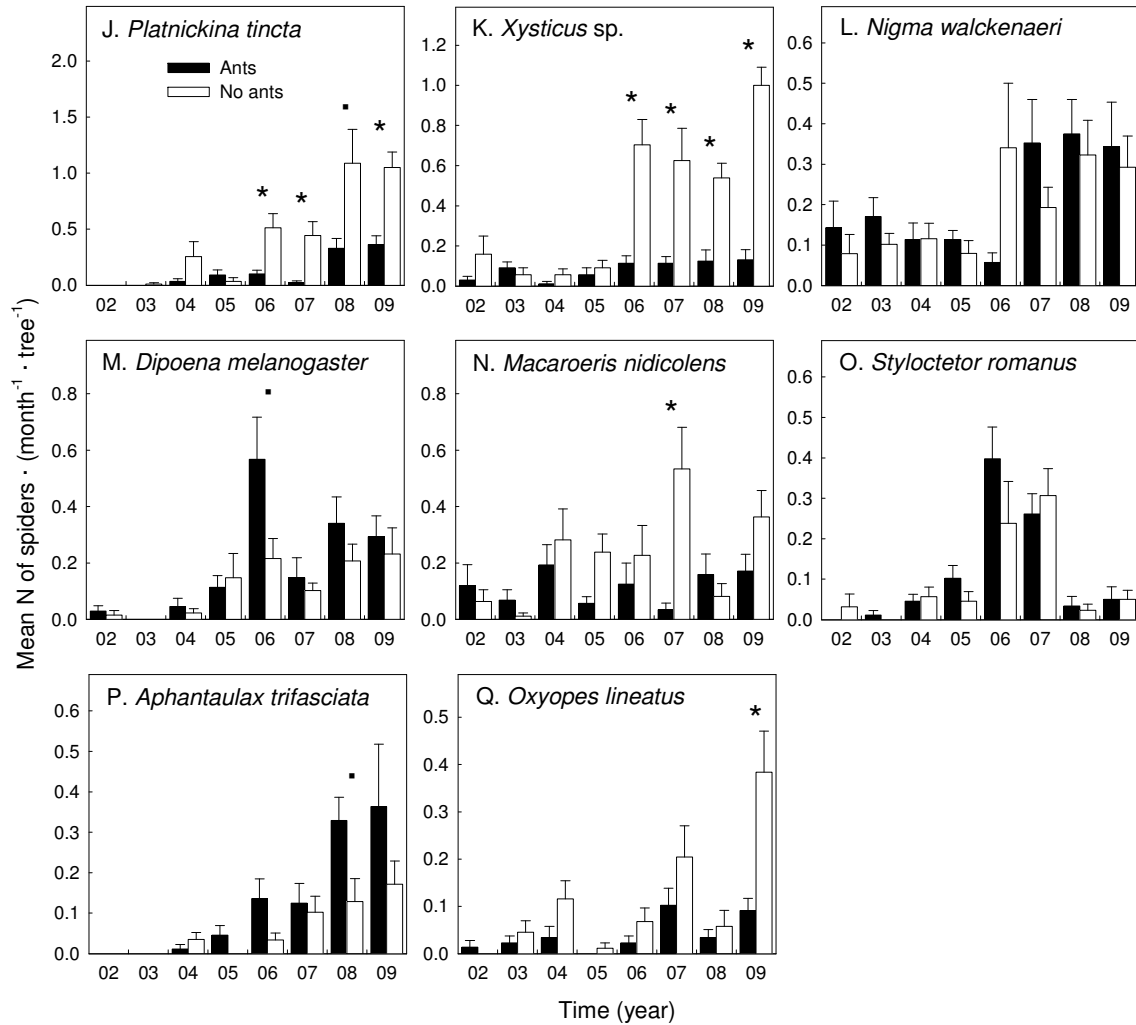 J. Platnickina tincta
Ants
No ants
2.0
1.5
1.0
0.5
0.0
02 03 04 05 06 07 08 09
* * ▪ *
K. Xysticus sp.
1.2
1.0
0.8
0.6
0.4
0.2
0.0
02 03 04 05 06 07 08 09
* * * *
L. Nigma walckenaeri
0.6
0.5
0.4
0.3
0.2
0.1
0.0
02 03 04 05 06 07 08 09
M. Dipoena melanogaster
0.8
0.6
0.4
0.2
0.0
02 03 04 05 06 07 08 09
▪
N. Macaroeris nidicolens
0.8
0.6
0.4
0.2
0.0
02 03 04 05 06 07 08 09
*
O. Styloctetor romanus
0.6
0.5
0.4
0.3
0.2
0.1
0.0
02 03 04 05 06 07 08 09
P. Aphantaulax trifasciata
0.6
0.5
0.4
0.3
0.2
0.1
0.0
02 03 04 05 06 07 08 09
▪
Q. Oxyopes lineatus
0.5
0.4
0.3
0.2
0.1
0.0
02 03 04 05 06 07 08 09
*
Mean N of spiders · (month⁻¹ · tree⁻¹)
Time (year)